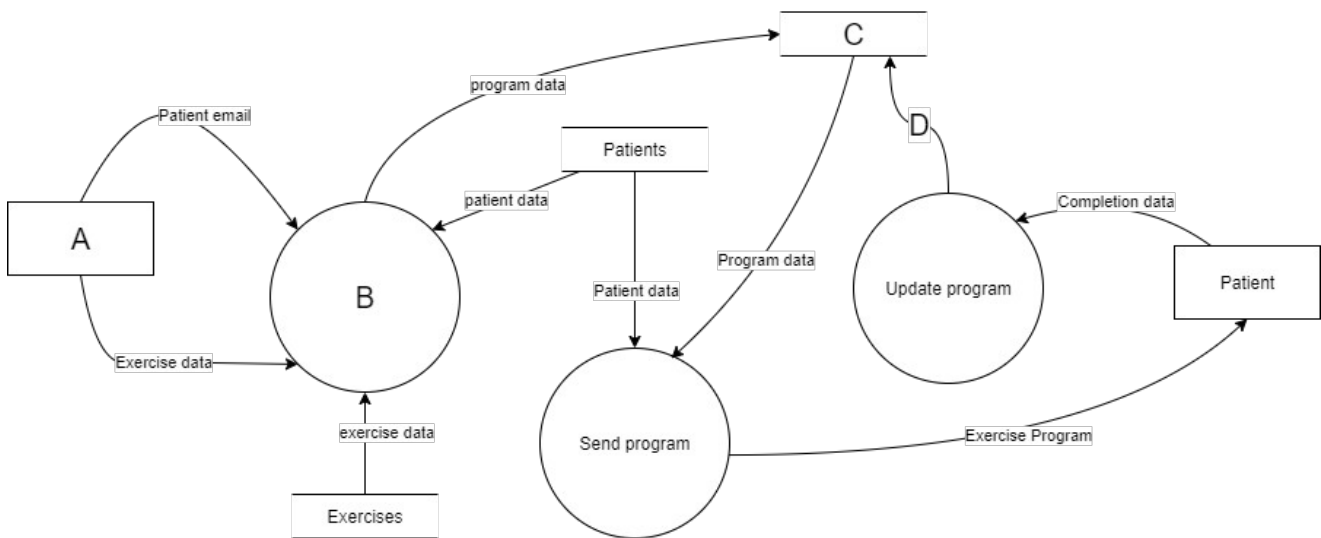 C
program data
Patient email
D
Patients
patient data
Completion data
A
Program data
Patient
B
Patient data
Update program
Exercise data
exercise data
Exercise Program
Send program
Exercises